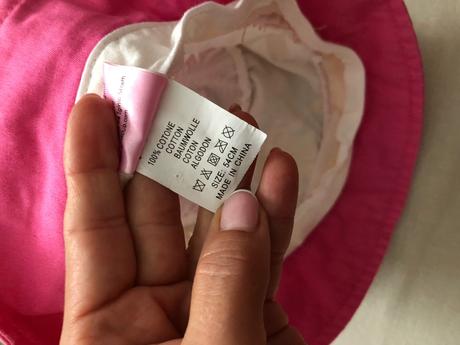 100% COTONE
COTTON
BAUMWOLLE
COTON
ALGODON
SIZE: 54CM
MADE IN CHINA